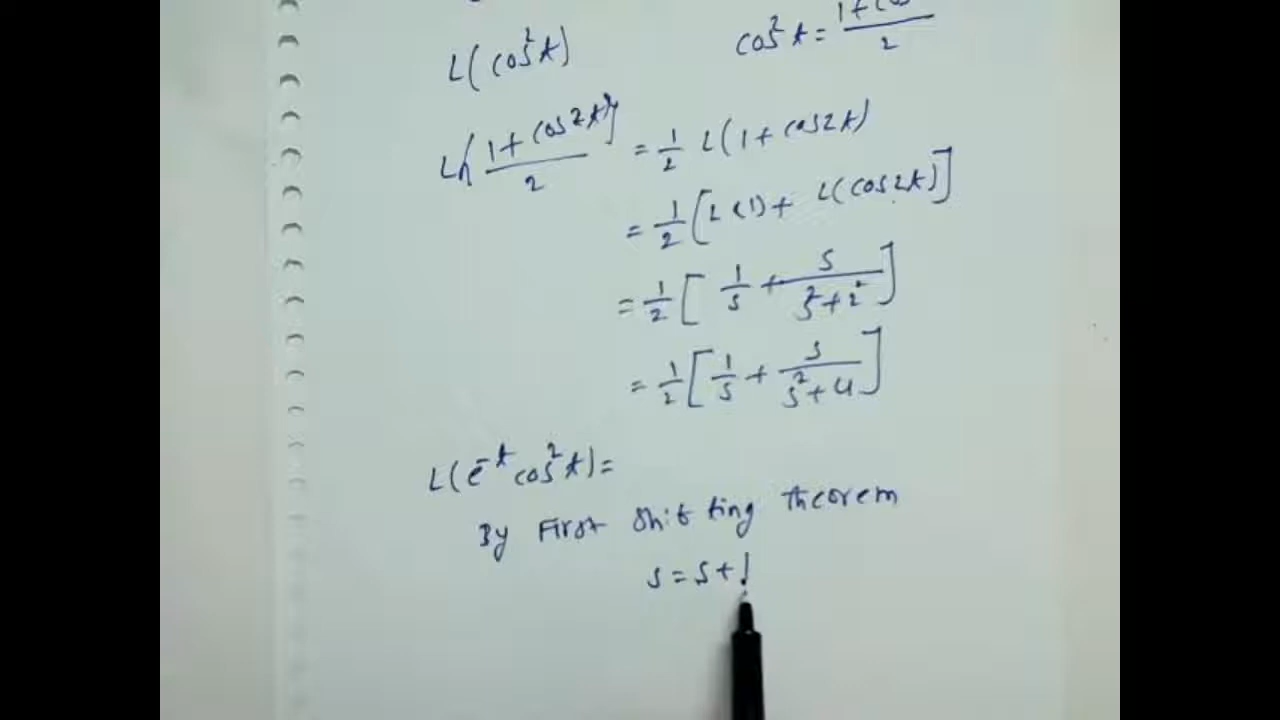 L(cos²t) cos²t = 1+cos/2
L{1+cos2t/2} = 1/2 L(1+cos2t)
= 1/2 [L(1) + L(cos2t)]
= 1/2 [1/s + s/s²+2²]
= 1/2 [1/s + s/s²+4]
L(e⁻ᵗ cos²t) =
By First Shifting theorem
s = s+1